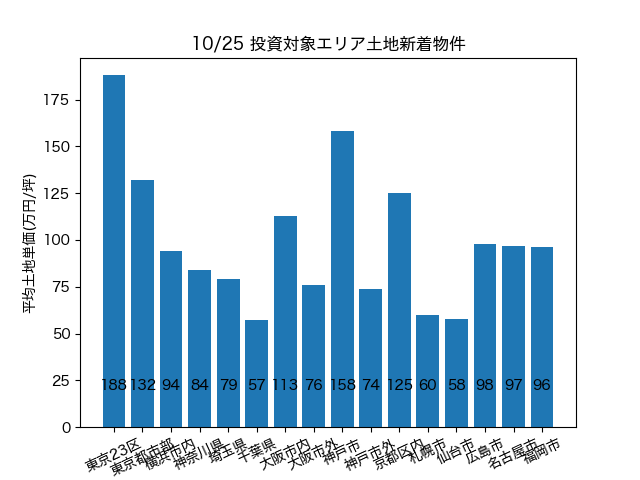 10/25 投資対象エリア土地新着物件
平均土地単価(万円/坪)
175
150
125
100
75
50
25
0
188 132 94 84 79 57 113 76 158 74 125 60 58 98 97 96
東京23区
東京都市部
横浜市内
神奈川県
埼玉県
千葉県
大阪市内
大阪市外
神戸市
神戸市外
京都区内
札幌市
仙台市
広島市
名古屋市
福岡市